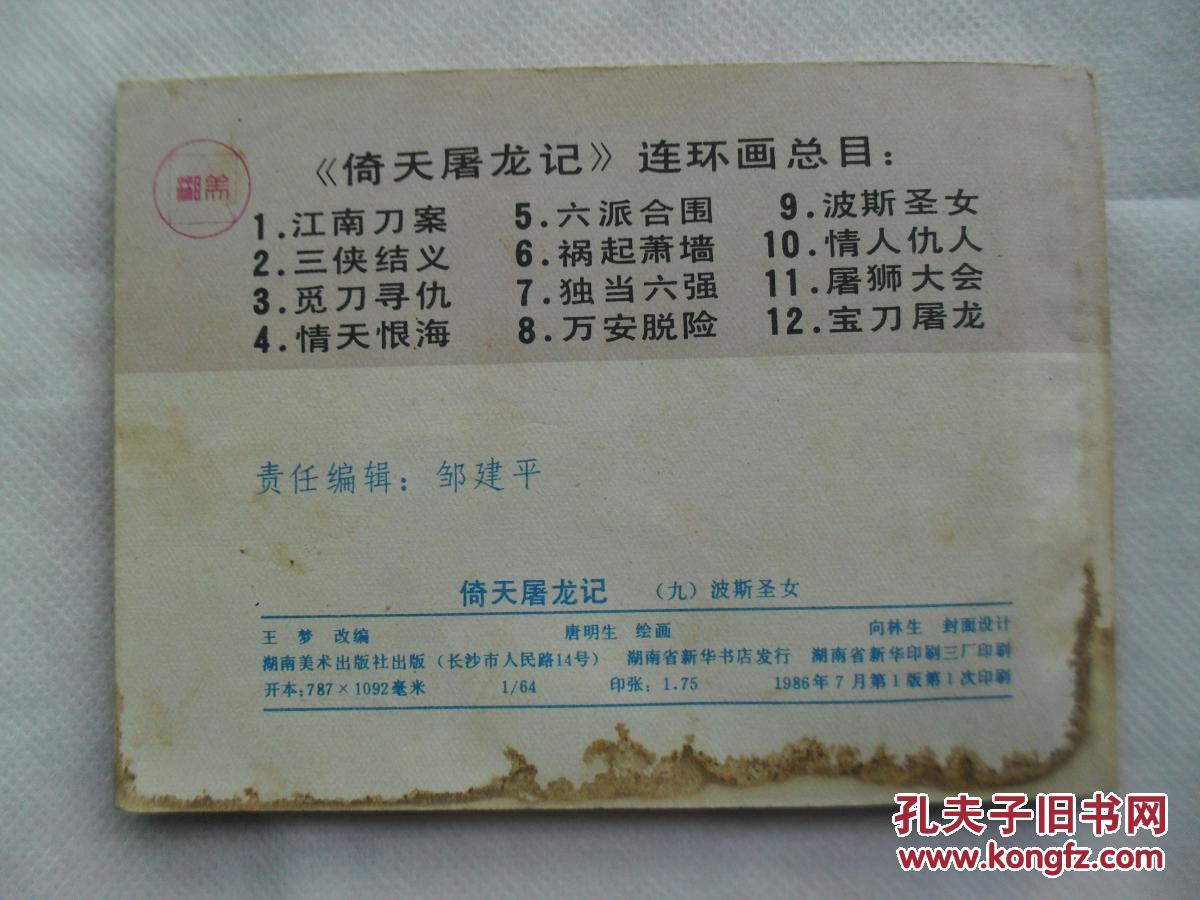 湘美
《倚天屠龙记》连环画总目：
1.江南刀案 5.六派合围 9.波斯圣女
2.三侠结义 6.祸起萧墙 10.情人仇人
3.觅刀寻仇 7.独当六强 11.屠狮大会
4.情天恨海 8.万安脱险 12.宝刀屠龙
责任编辑：邹建平
倚天屠龙记 （九）波斯圣女
王 梦 改编 唐明生 绘画 向林生 封面设计
湖南美术出版社出版（长沙市人民路14号） 湖南省新华书店发行 湖南省新华印刷三厂印刷
开本：787×1092毫米 1/64 印张：1.75 1986年7月第1版第1次印刷
孔夫子旧书网
www.kongfz.com